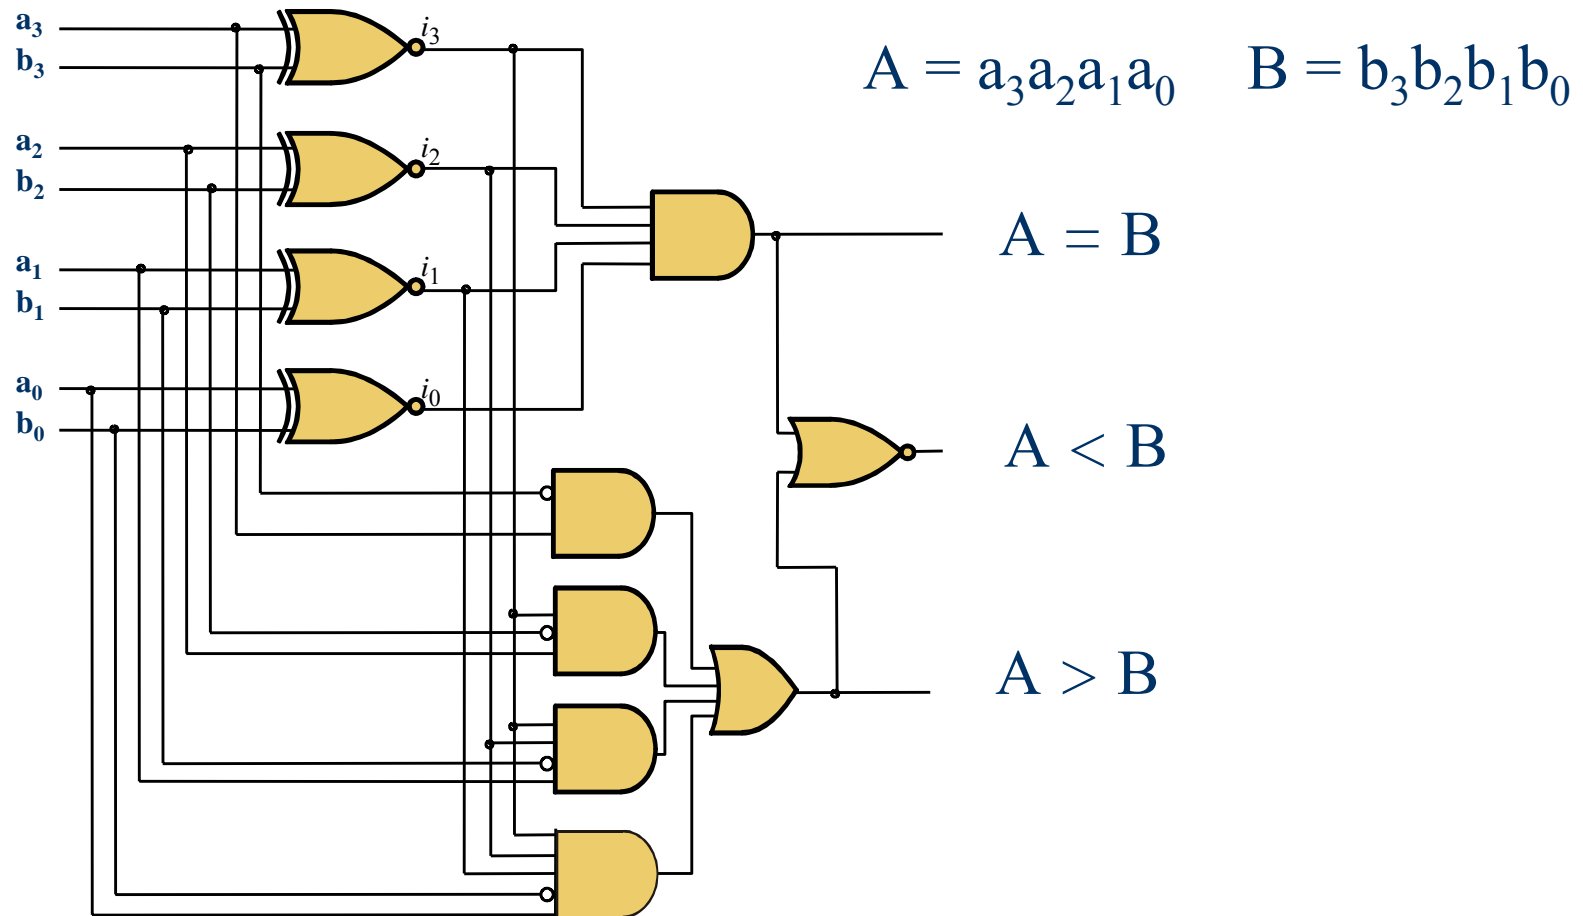 a₃
i₃
b₃
A = a₃a₂a₁a₀ B = b₃b₂b₁b₀
a₂
i₂
b₂
A = B
a₁
i₁
b₁
a₀
i₀
b₀
A < B
A > B